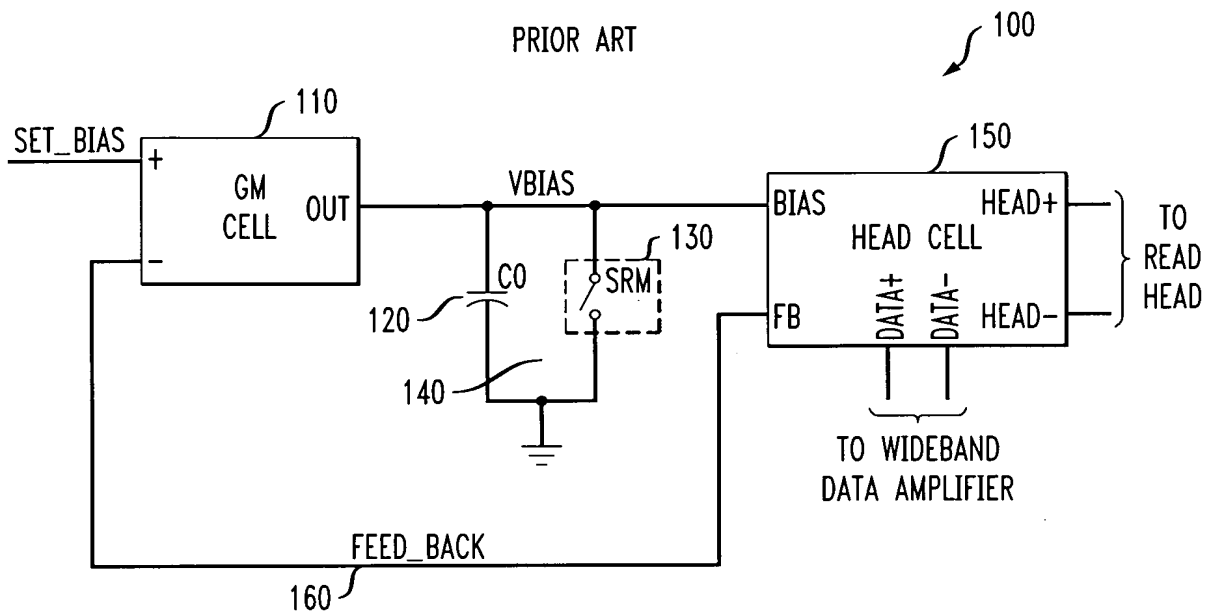 PRIOR ART
100
110
SET_BIAS
+
GM
CELL
OUT
-
VBIAS
150
BIAS
HEAD+
HEAD CELL
FB
DATA+
DATA-
HEAD-
TO
READ
HEAD
130
SRM
C0
120
140
TO WIDEBAND
DATA AMPLIFIER
FEED_BACK
160